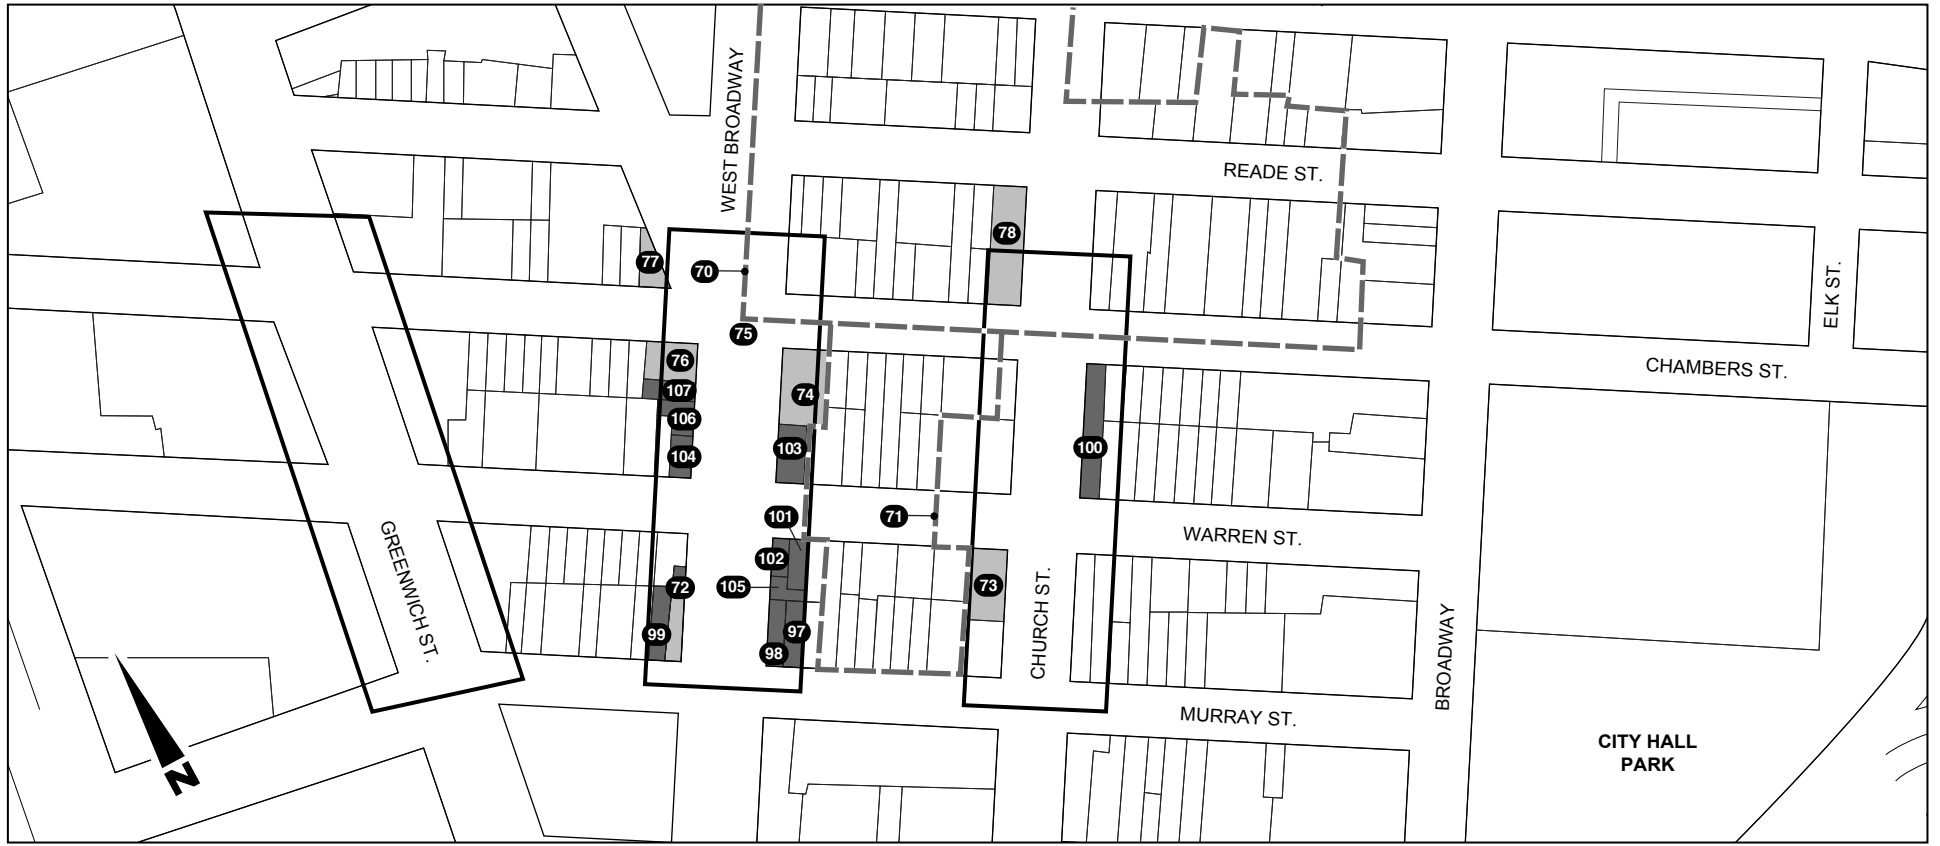 WEST BROADWAY
READE ST.
78
77
70
ELK ST.
75
76
CHAMBERS ST.
107
74
106
103
100
104
101
71
GREENWICH ST.
WARREN ST.
102
72
105
73
CHURCH ST.
99
97
98
BROADWAY
MURRAY ST.
CITY HALL
PARK
N